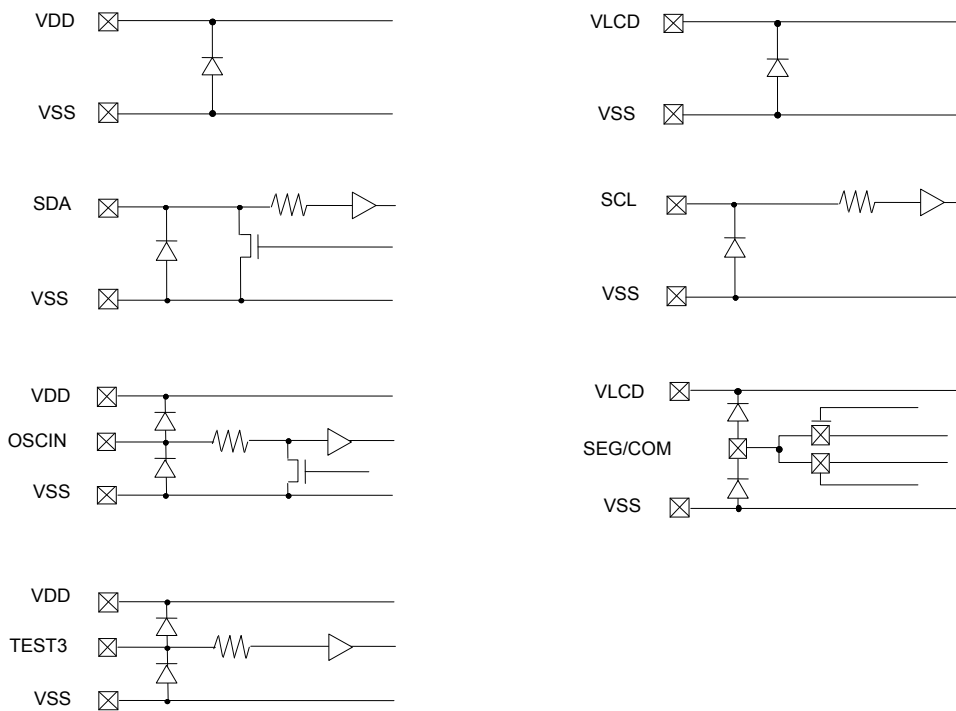 VDD
VSS
VLCD
VSS
SDA
VSS
SCL
VSS
VDD
OSCIN
VSS
VLCD
SEG/COM
VSS
VDD
TEST3
VSS